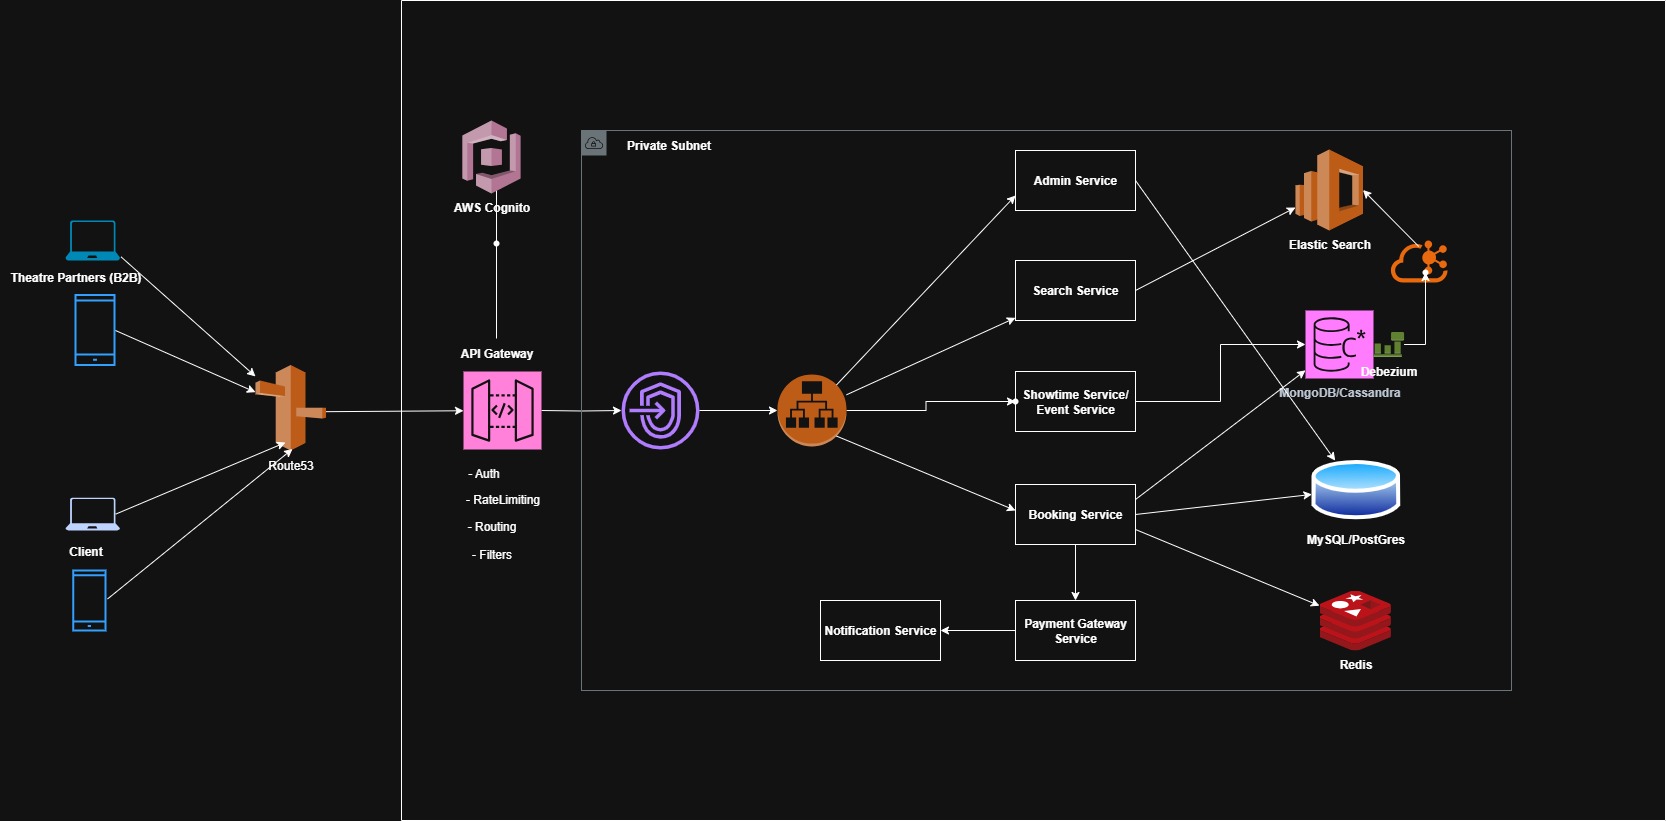 Private Subnet
AWS Cognito
Theatre Partners (B2B)
Route53
Client
API Gateway
</>
- Auth
- RateLimiting
- Routing
- Filters
Admin Service
Search Service
Showtime Service/
Event Service
Booking Service
Payment Gateway
Service
Notification Service
Elastic Search
C*
Debezium
MongoDB/Cassandra
MySQL/PostGres
Redis